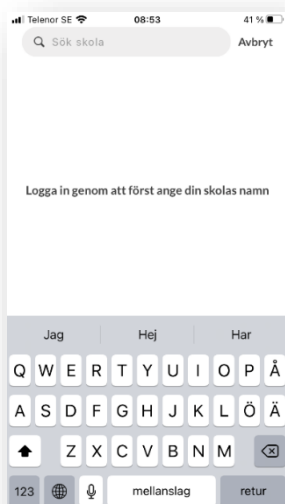 Telenor SE 08:53 41 %
Sök skola Avbryt
Logga in genom att först ange din skolas namn
Jag Hej Har
Q W E R T Y U I O P Å
A S D F G H J K L Ö Ä
Z X C V B N M
123 mellanslag retur